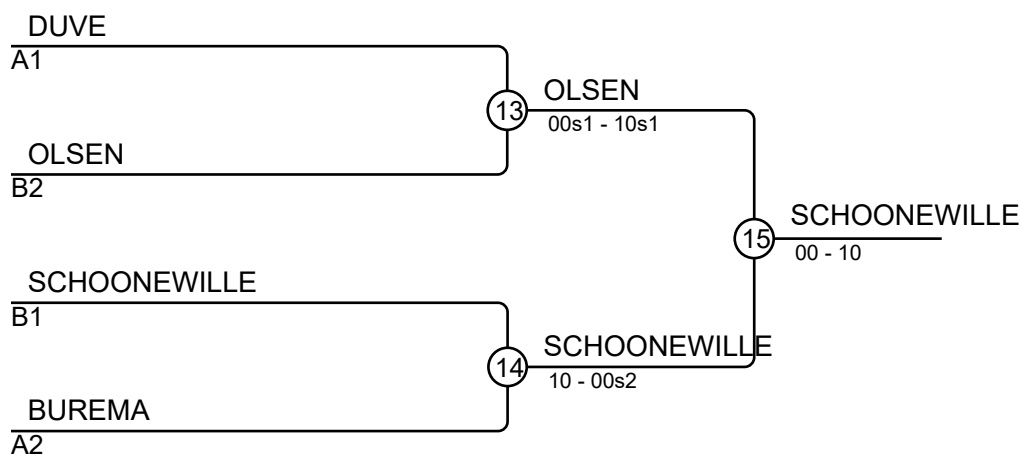 DUVE
A1
13
OLSEN
00s1 - 10s1
OLSEN
B2
15
SCHOONEWILLE
00 - 10
SCHOONEWILLE
B1
14
SCHOONEWILLE
10 - 00s2
BUREMA
A2